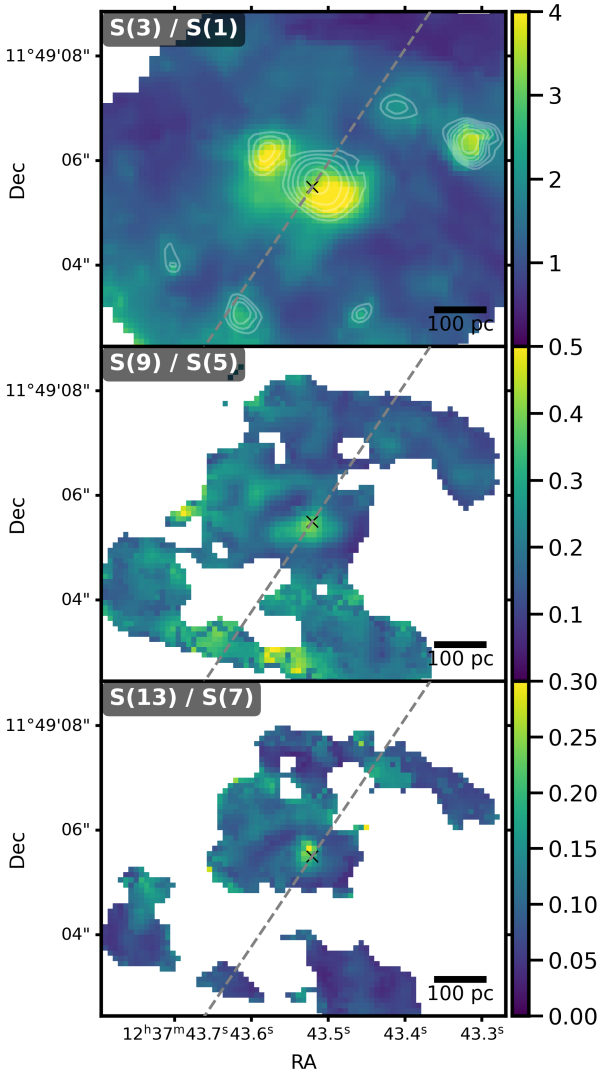 S(3) / S(1)
4
3
2
1
11°49'08"
06"
04"
Dec
100 pc
S(9) / S(5)
0.5
0.4
0.3
0.2
0.1
0.0
11°49'08"
06"
04"
Dec
100 pc
S(13) / S(7)
0.30
0.25
0.20
0.15
0.10
0.05
0.00
11°49'08"
06"
04"
Dec
100 pc
12h37m43.7s 43.6s 43.5s 43.4s 43.3s
RA